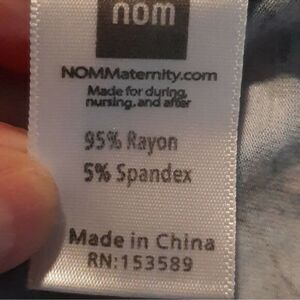 nom
NOMMaternity.com
Made for during,
nursing, and after
95% Rayon
5% Spandex
Made in China
RN:153589